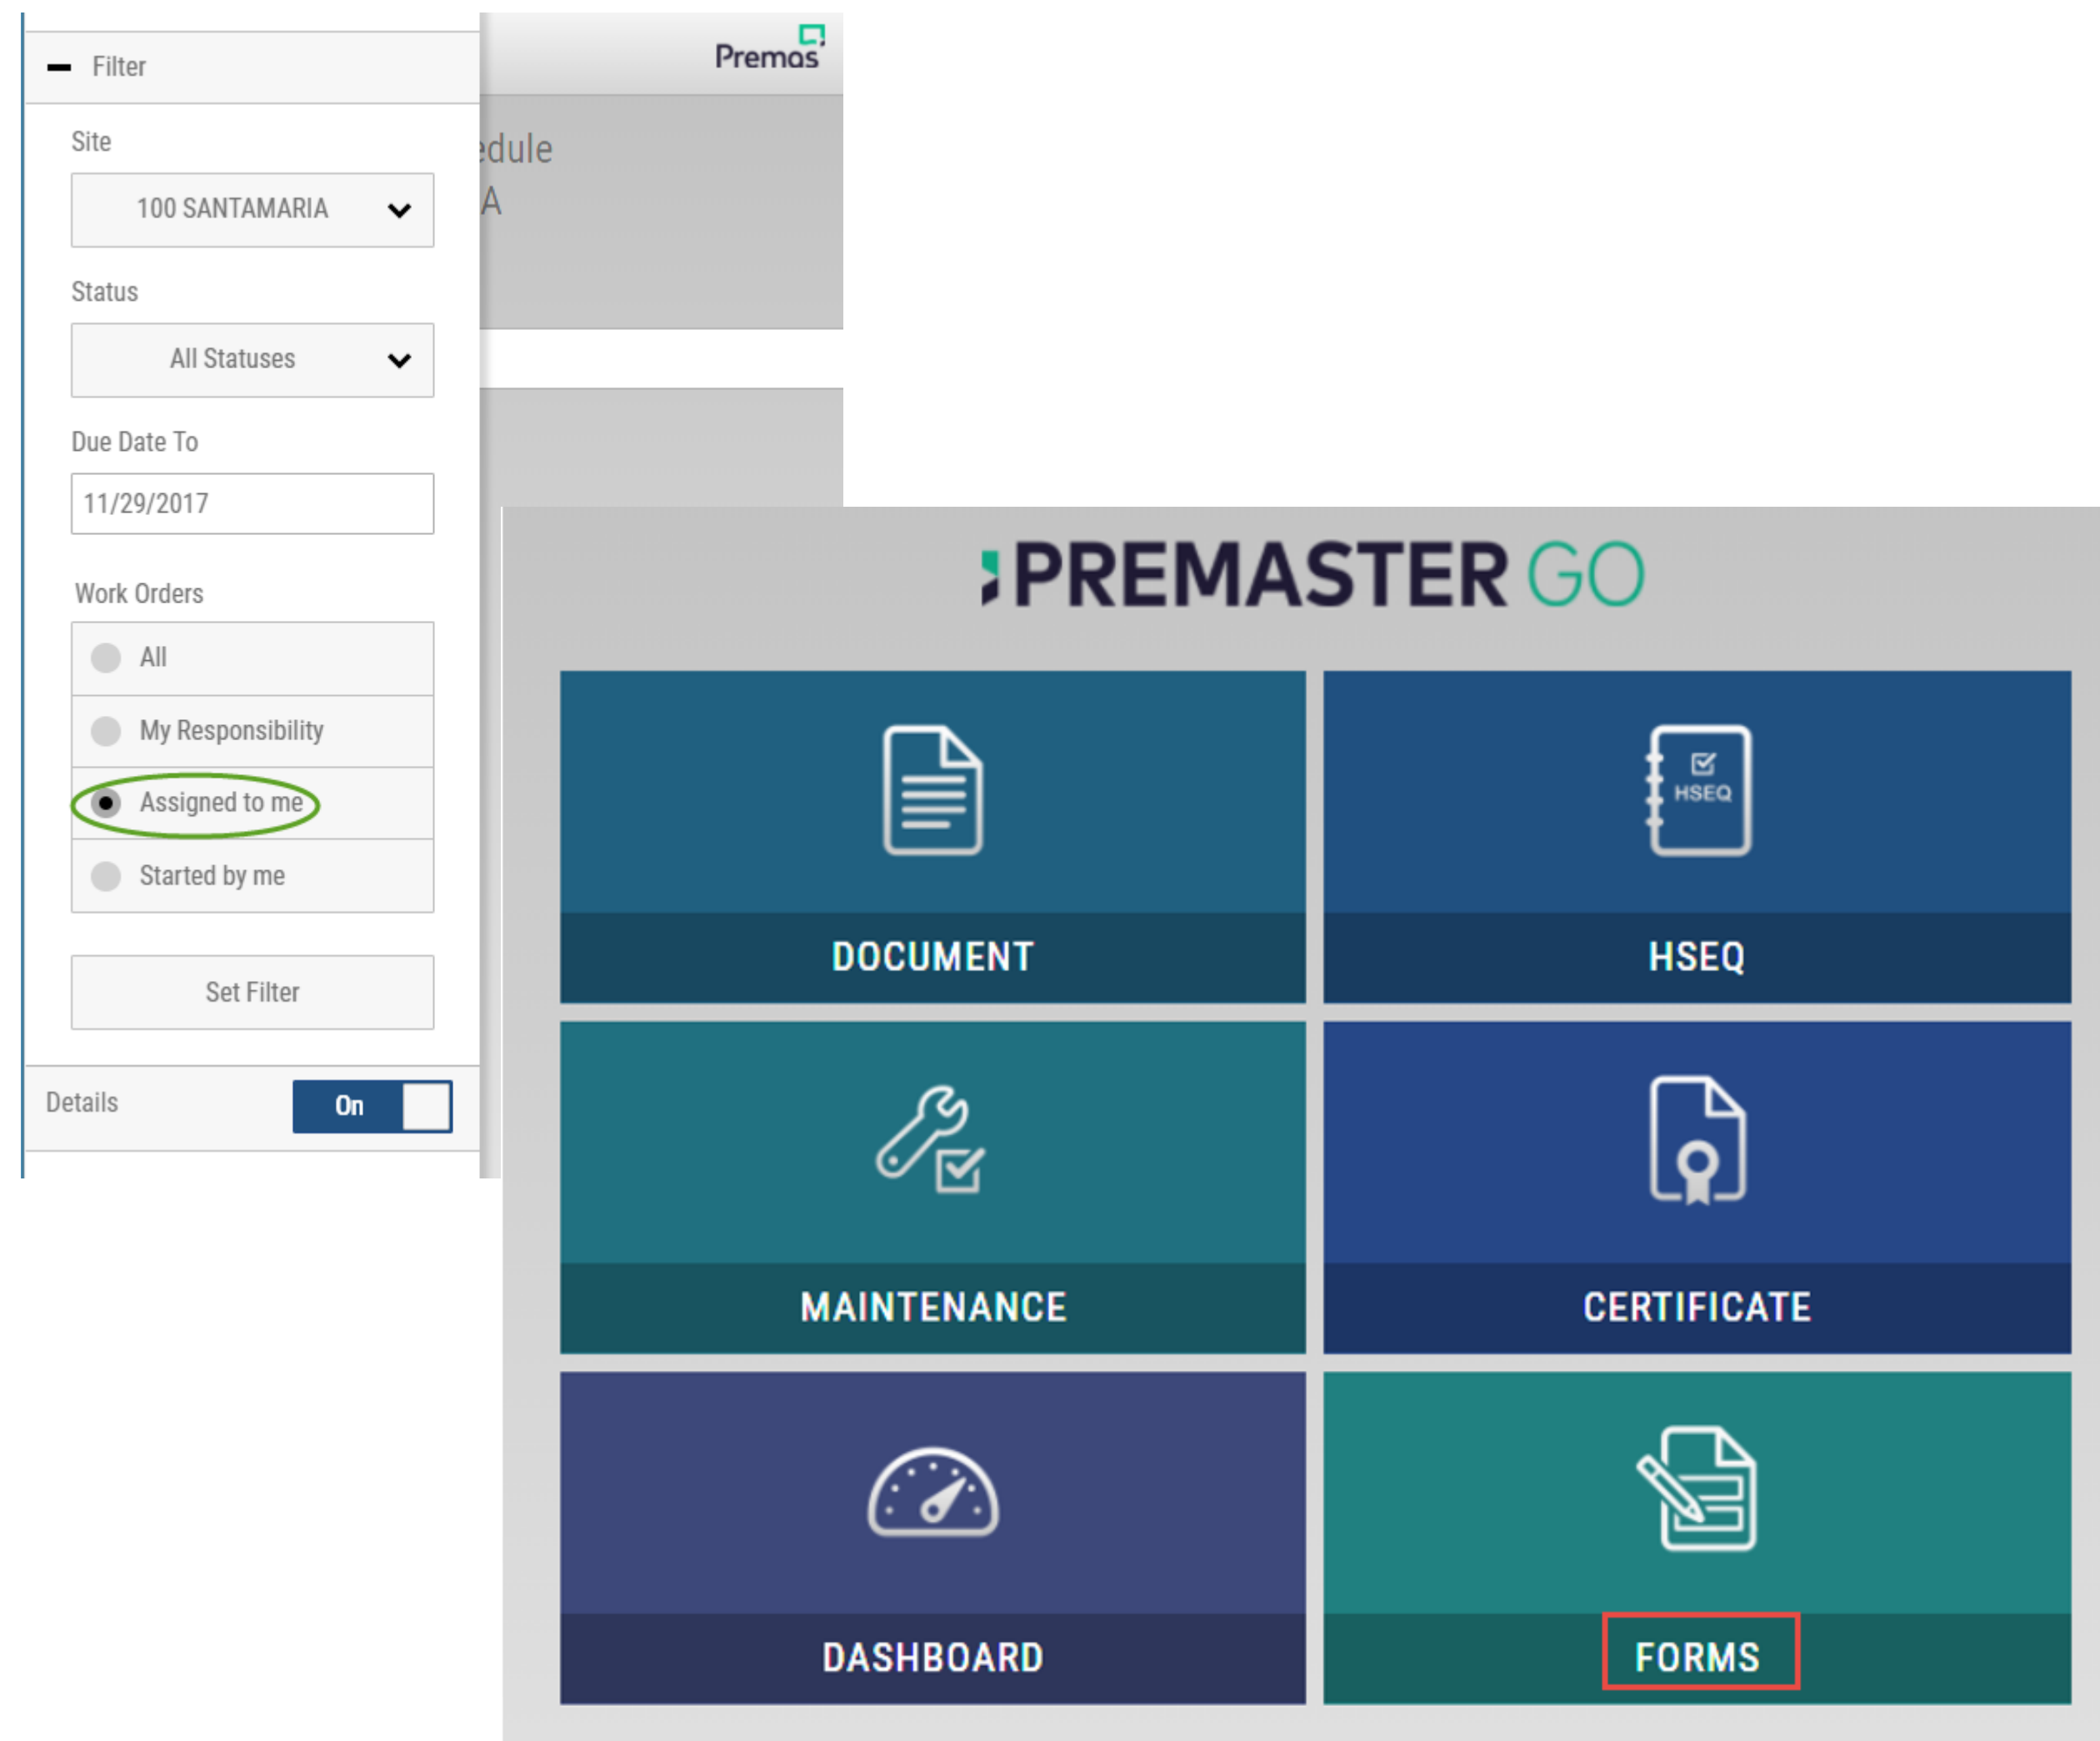 Filter
Site
100 SANTAMARIA
Status
All Statuses
Due Date To
11/29/2017
Work Orders
All
My Responsibility
Assigned to me
Started by me
Set Filter
Details
On
Premas
edule
A
PREMASTER GO
HSEQ
DOCUMENT
HSEQ
MAINTENANCE
CERTIFICATE
DASHBOARD
FORMS